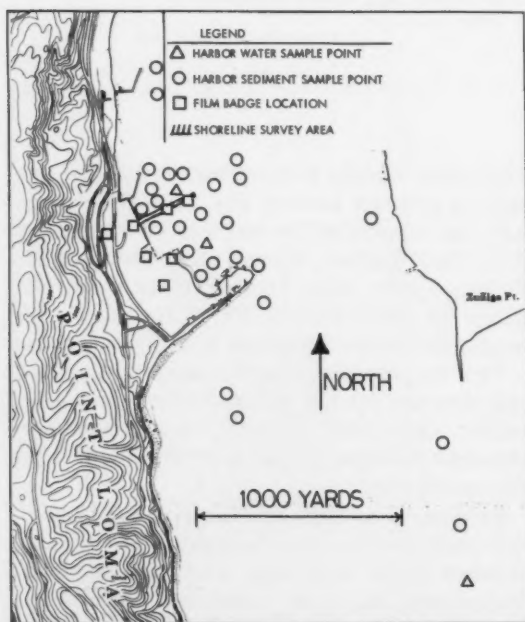 LEGEND
HARBOR WATER SAMPLE POINT
HARBOR SEDIMENT SAMPLE POINT
FILM BADGE LOCATION
SHORELINE SURVEY AREA
Zuñiga Pt.
POINT LOMA
NORTH
1000 YARDS